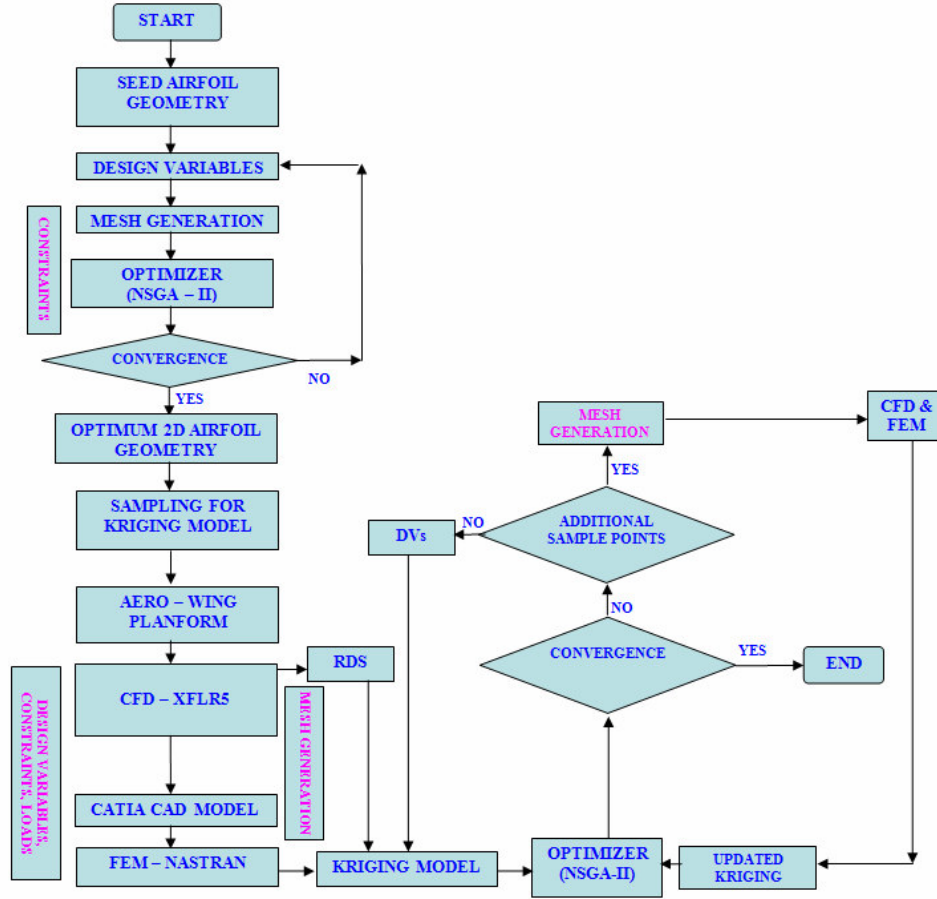 START
SEED AIRFOIL
GEOMETRY
DESIGN VARIABLES
MESH GENERATION
CONSTRAINTS
OPTIMIZER
(NSGA – II)
CONVERGENCE
NO
YES
OPTIMUM 2D AIRFOIL
GEOMETRY
SAMPLING FOR
KRIGING MODEL
AERO – WING
PLANFORM
RDS
CFD – XFLR5
DESIGN VARIABLES,
CONSTRAINTS, LOADS
MESH GENERATION
CATIA CAD MODEL
FEM – NASTRAN
KRIGING MODEL
OPTIMIZER
(NSGA-II)
UPDATED
KRIGING
CONVERGENCE
YES
END
NO
ADDITIONAL
SAMPLE POINTS
NO
DVs
YES
MESH
GENERATION
CFD &
FEM